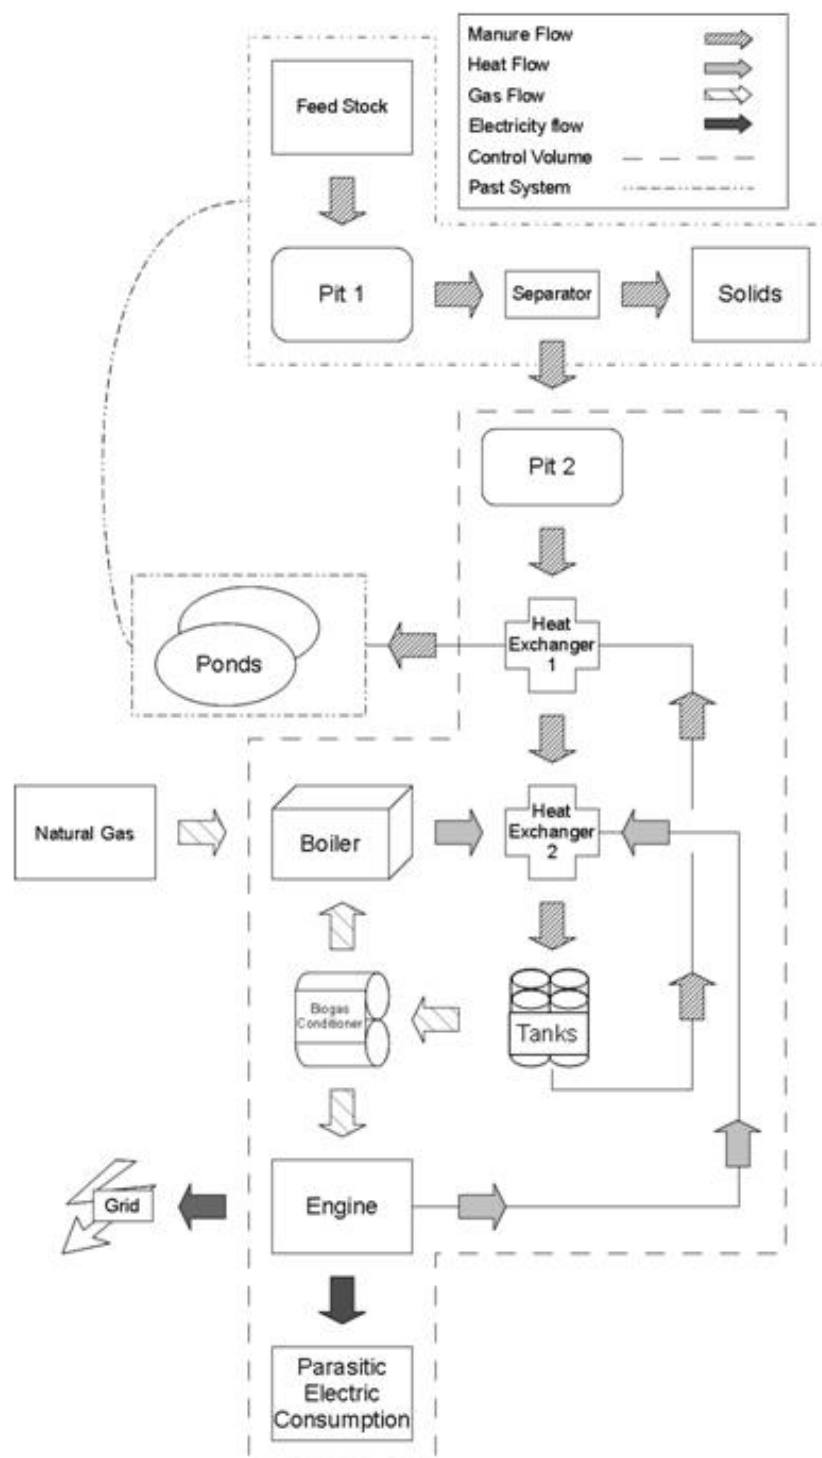 Manure Flow
Heat Flow
Gas Flow
Electricity flow
Control Volume
Past System
Feed Stock
Pit 1
Separator
Solids
Pit 2
Heat
Exchanger
1
Ponds
Natural Gas
Boiler
Heat
Exchanger
2
Biogas
Conditioner
Tanks
Grid
Engine
Parasitic
Electric
Consumption